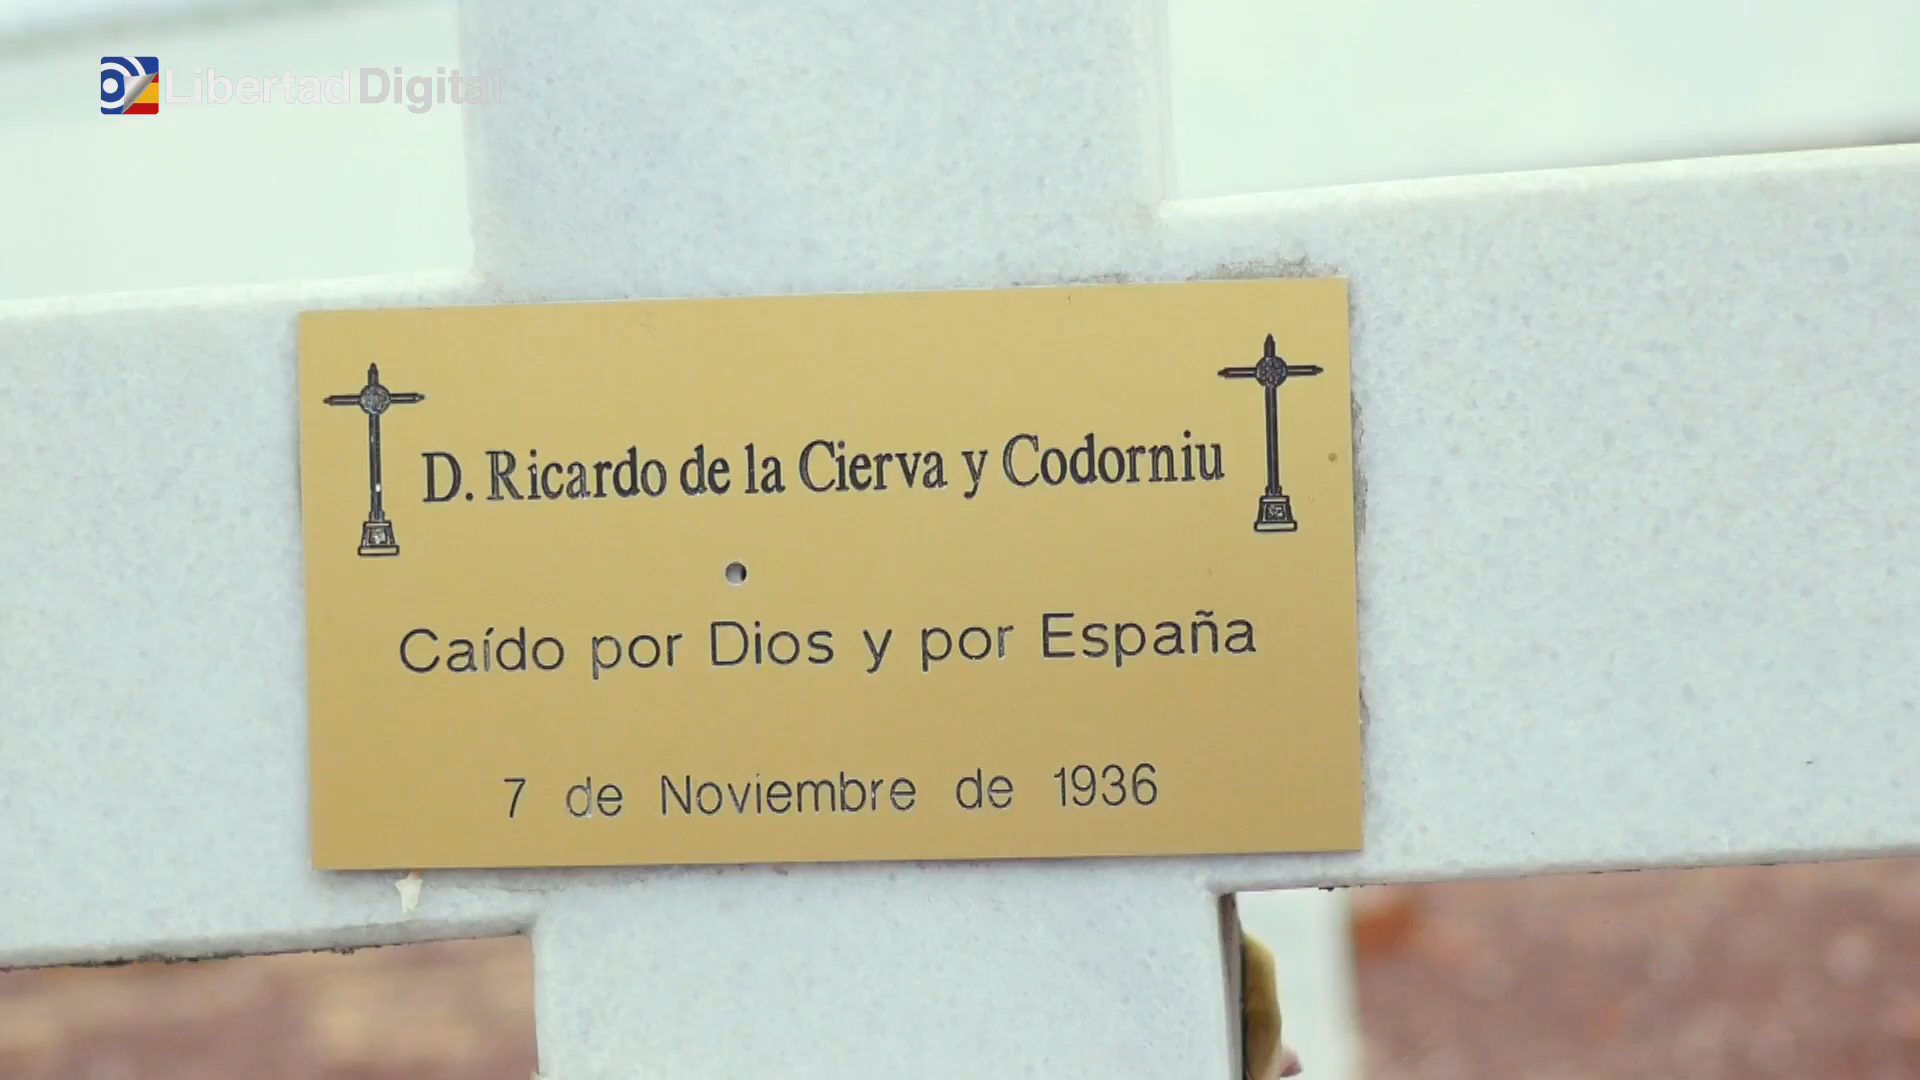 Libertad Digital
D. Ricardo de la Cierva y Codorniu
Caído por Dios y por España
7 de Noviembre de 1936